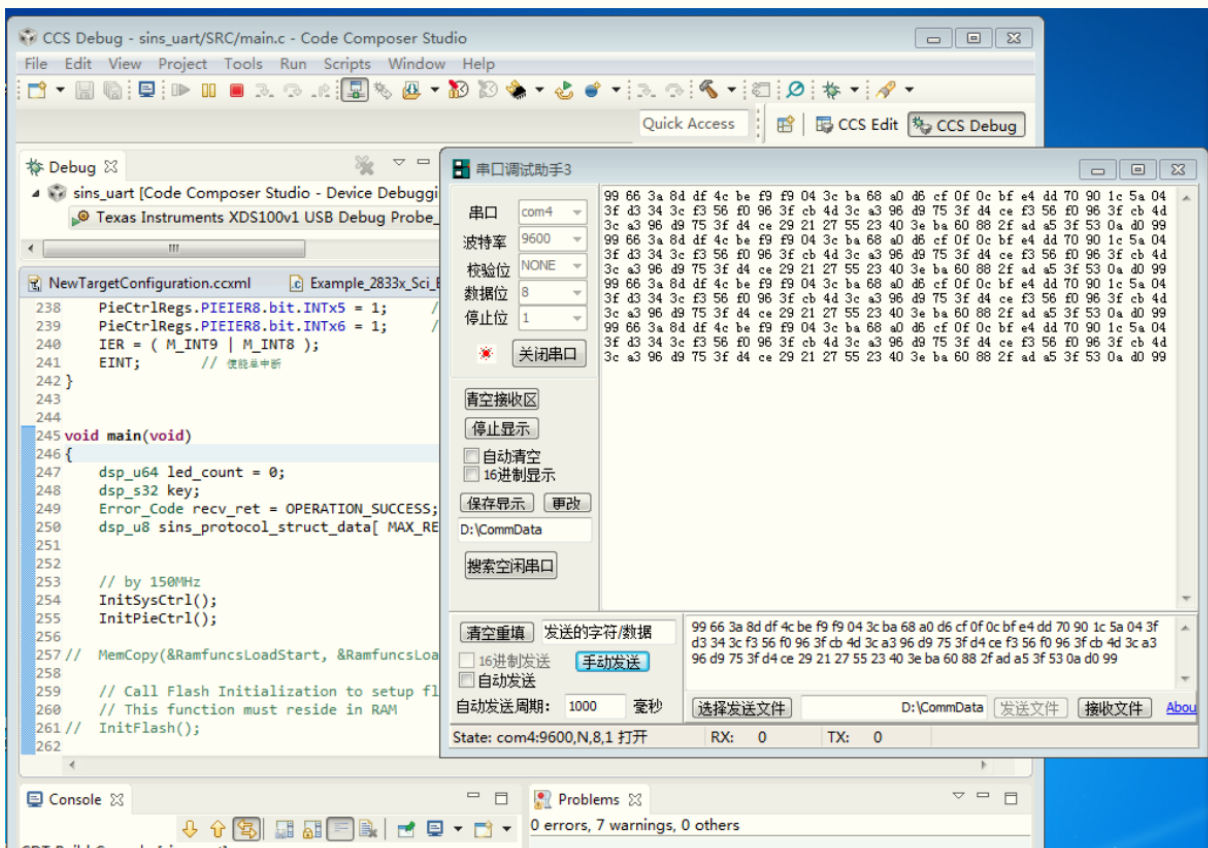 CCS Debug - sins_uart/SRC/main.c - Code Composer Studio
File Edit View Project Tools Run Scripts Window Help
Quick Access
CCS Edit
CCS Debug
Debug
sins_uart [Code Composer Studio - Device Debuggi
Texas Instruments XDS100v1 USB Debug Probe_
NewTargetConfiguration.ccxml
Example_2833x_Sci_E
238 PieCtrlRegs.PIEIER8.bit.INTx5 = 1; /
239 PieCtrlRegs.PIEIER8.bit.INTx6 = 1; /
240 IER = ( M_INT9 | M_INT8 );
241 EINT; // 使能单中断
242 }
243
244
245 void main(void)
246 {
247 dsp_u64 led_count = 0;
248 dsp_s32 key;
249 Error_Code recv_ret = OPERATION_SUCCESS;
250 dsp_u8 sins_protocol_struct_data[ MAX_RE
251
252
253 // by 150MHz
254 InitSysCtrl();
255 InitPieCtrl();
256
257 // MemCopy(&RamfuncsLoadStart, &RamfuncsLoa
258
259 // Call Flash Initialization to setup fl
260 // This function must reside in RAM
261 // InitFlash();
262
Console
Problems
0 errors, 7 warnings, 0 others
串口调试助手3
串口 com4
波特率 9600
校验位 NONE
数据位 8
停止位 1
关闭串口
清空接收区
停止显示
自动清空
16进制显示
保存显示 更改
D:\CommData
搜索空闲串口
99 66 3a 8d df 4c be f9 f9 04 3c ba 68 a0 d6 cf 0f 0c bf e4 dd 70 90 1c 5a 04
3f d3 34 3c f3 56 f0 96 3f cb 4d 3c a3 96 d9 75 3f d4 ce f3 56 f0 96 3f cb 4d
3c a3 96 d9 75 3f d4 ce 29 21 27 55 23 40 3e ba 60 88 2f ad a5 3f 53 0a d0 99
99 66 3a 8d df 4c be f9 f9 04 3c ba 68 a0 d6 cf 0f 0c bf e4 dd 70 90 1c 5a 04
3f d3 34 3c f3 56 f0 96 3f cb 4d 3c a3 96 d9 75 3f d4 ce f3 56 f0 96 3f cb 4d
3c a3 96 d9 75 3f d4 ce 29 21 27 55 23 40 3e ba 60 88 2f ad a5 3f 53 0a d0 99
99 66 3a 8d df 4c be f9 f9 04 3c ba 68 a0 d6 cf 0f 0c bf e4 dd 70 90 1c 5a 04
3f d3 34 3c f3 56 f0 96 3f cb 4d 3c a3 96 d9 75 3f d4 ce f3 56 f0 96 3f cb 4d
3c a3 96 d9 75 3f d4 ce 29 21 27 55 23 40 3e ba 60 88 2f ad a5 3f 53 0a d0 99
99 66 3a 8d df 4c be f9 f9 04 3c ba 68 a0 d6 cf 0f 0c bf e4 dd 70 90 1c 5a 04
3f d3 34 3c f3 56 f0 96 3f cb 4d 3c a3 96 d9 75 3f d4 ce f3 56 f0 96 3f cb 4d
3c a3 96 d9 75 3f d4 ce 29 21 27 55 23 40 3e ba 60 88 2f ad a5 3f 53 0a d0 99
清空重填 发送的字符/数据
16进制发送 手动发送
自动发送
自动发送周期: 1000 毫秒
99 66 3a 8d df 4c be f9 f9 04 3c ba 68 a0 d6 cf 0f 0c bf e4 dd 70 90 1c 5a 04 3f
d3 34 3c f3 56 f0 96 3f cb 4d 3c a3 96 d9 75 3f d4 ce f3 56 f0 96 3f cb 4d 3c a3
96 d9 75 3f d4 ce 29 21 27 55 23 40 3e ba 60 88 2f ad a5 3f 53 0a d0 99
选择发送文件 D:\CommData 发送文件 接收文件 Abou
State: com4:9600,N,8,1 打开 RX: 0 TX: 0